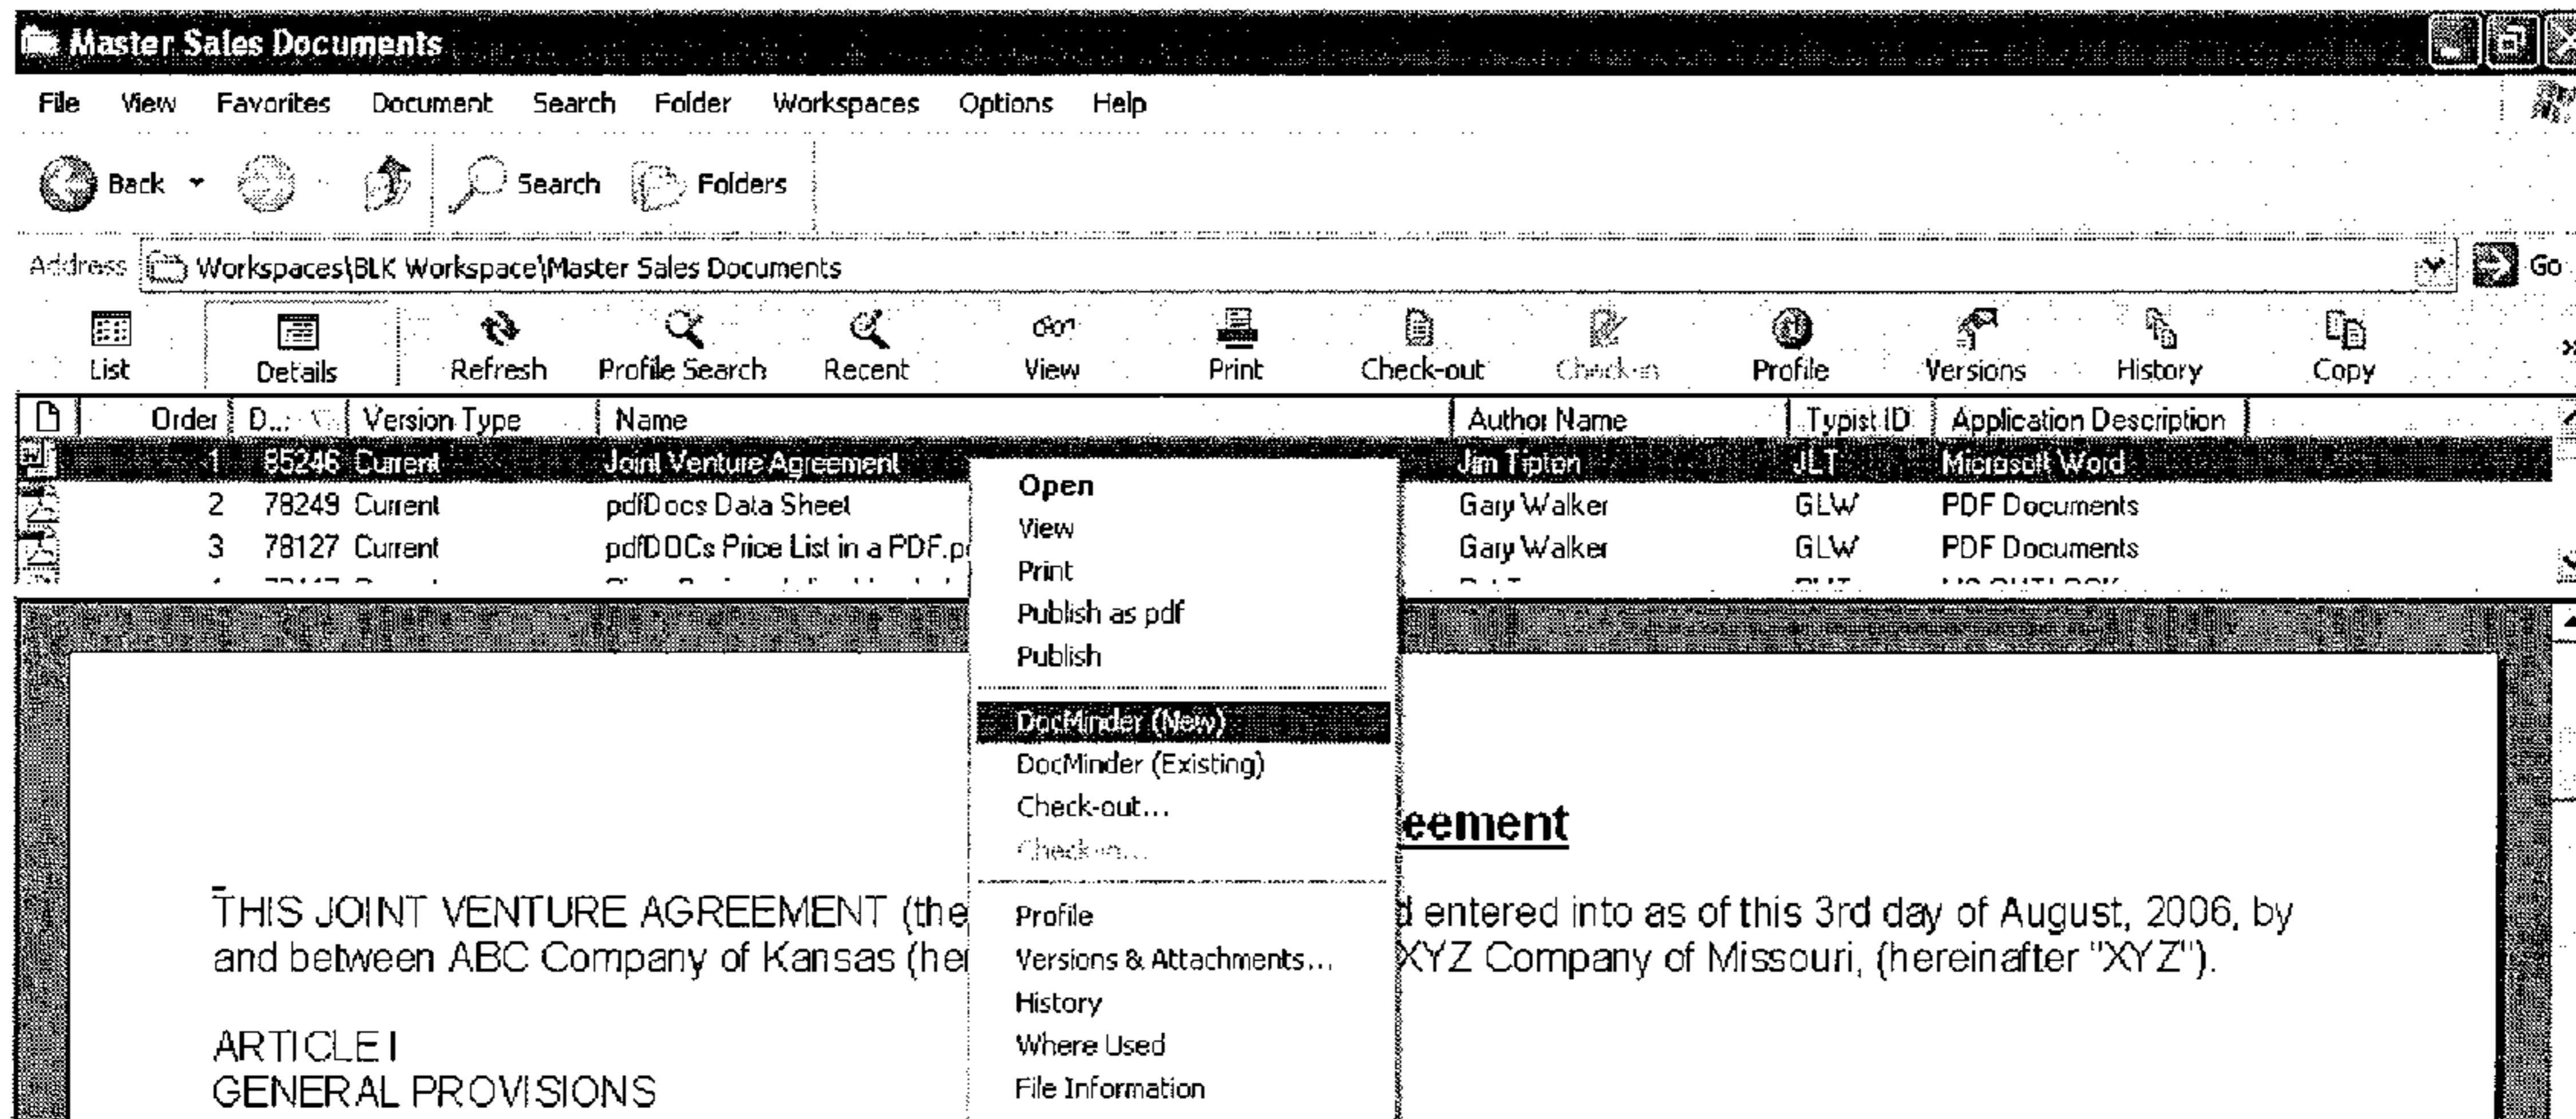 Master Sales Documents
File View Favorites Document Search Folder Workspaces Options Help
Back Search Folders
Address Workspaces\BLK Workspace\Master Sales Documents Go
List Details Refresh Profile Search Recent View Print Check-out Check-in Profile Versions History Copy »
Order D... Version Type Name Author Name Typist ID Application Description
1 85246 Current Joint Venture Agreement Jim Tipton JLT Microsoft Word
2 78249 Current pdfDocs Data Sheet Gary Walker GLW PDF Documents
3 78127 Current pdfDOCs Price List in a PDF.p Gary Walker GLW PDF Documents
Open
View
Print
Publish as pdf
Publish
DocMinder (New)
DocMinder (Existing)
Check-out...
Check-in...
Profile
Versions & Attachments...
History
Where Used
File Information
eement
THIS JOINT VENTURE AGREEMENT (the d entered into as of this 3rd day of August, 2006, by
and between ABC Company of Kansas (her XYZ Company of Missouri, (hereinafter "XYZ").
ARTICLE I
GENERAL PROVISIONS